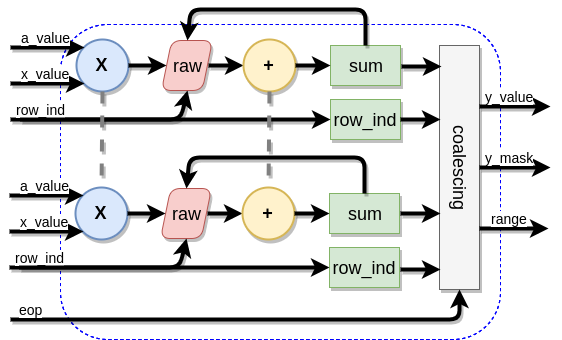 a_value
X
raw
+
sum
x_value
row_ind
row_ind
y_value
coalescing
y_mask
a_value
X
raw
+
sum
x_value
range
row_ind
row_ind
eop